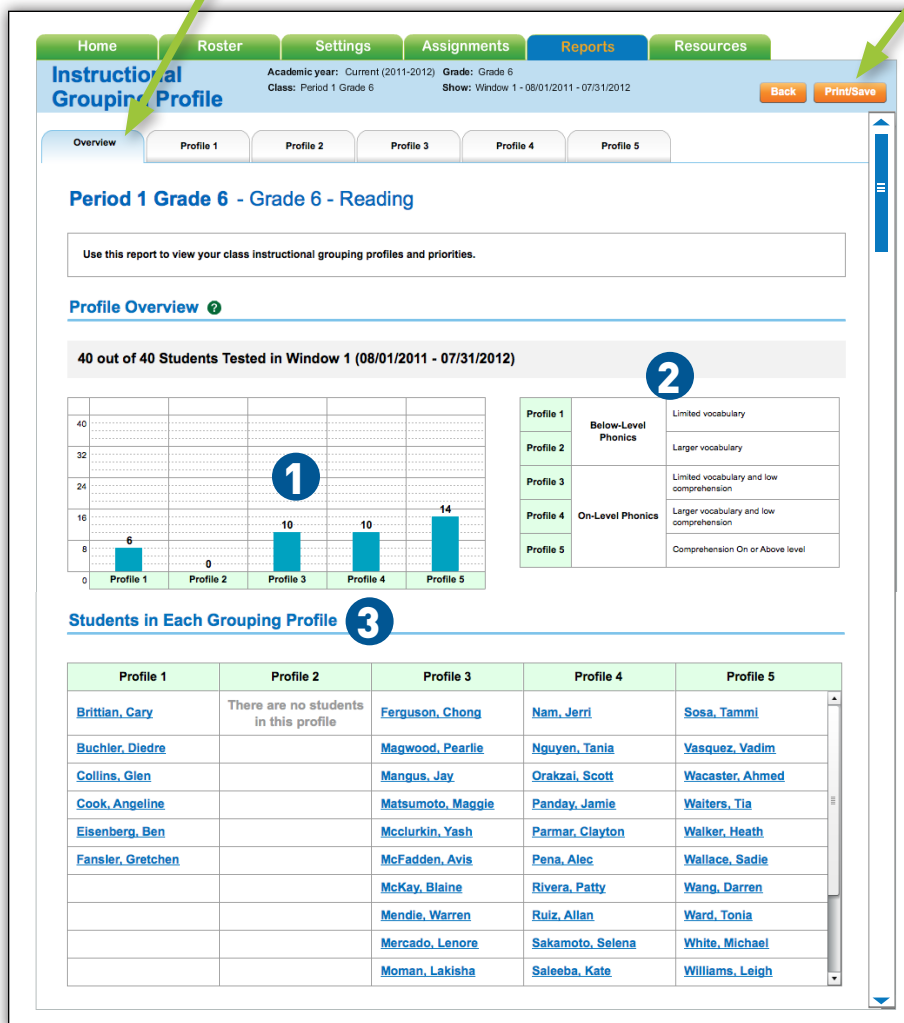 Home Roster Settings Assignments Reports Resources
Instructional
Grouping Profile
Academic year: Current (2011-2012) Grade: Grade 6
Class: Period 1 Grade 6 Show: Window 1 - 08/01/2011 - 07/31/2012
Back Print/Save
Overview Profile 1 Profile 2 Profile 3 Profile 4 Profile 5
Period 1 Grade 6 - Grade 6 - Reading
Use this report to view your class instructional grouping profiles and priorities.
Profile Overview ?
40 out of 40 Students Tested in Window 1 (08/01/2011 - 07/31/2012)
1
40
32
24
16
8
0
6
0
10
10
14
Profile 1 Profile 2 Profile 3 Profile 4 Profile 5
2
Profile 1 Below-Level Phonics Limited vocabulary
Profile 2 Larger vocabulary
Profile 3 Limited vocabulary and low comprehension
Profile 4 On-Level Phonics Larger vocabulary and low comprehension
Profile 5 Comprehension On or Above level
Students in Each Grouping Profile 3
Profile 1 Profile 2 Profile 3 Profile 4 Profile 5
Brittian, Cary There are no students in this profile Ferguson, Chong Nam, Jerri Sosa, Tammi
Buchler, Diedre Magwood, Pearlie Nguyen, Tania Vasquez, Vadim
Collins, Glen Mangus, Jay Orakzai, Scott Wacaster, Ahmed
Cook, Angeline Matsumoto, Maggie Panday, Jamie Waiters, Tia
Eisenberg, Ben Mcclurkin, Yash Parmar, Clayton Walker, Heath
Fansler, Gretchen McFadden, Avis Pena, Alec Wallace, Sadie
McKay, Blaine Rivera, Patty Wang, Darren
Mendie, Warren Ruiz, Allan Ward, Tonia
Mercado, Lenore Sakamoto, Selena White, Michael
Moman, Lakisha Saleeba, Kate Williams, Leigh